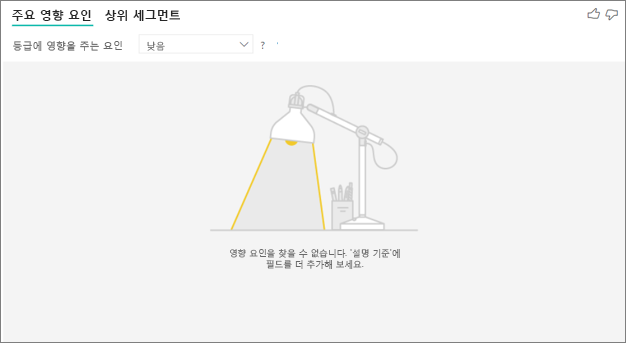 주요 영향 요인 상위 세그먼트
등급에 영향을 주는 요인 낮음 ?
영향 요인을 찾을 수 없습니다. '설명 기준'에
필드를 더 추가해 보세요.